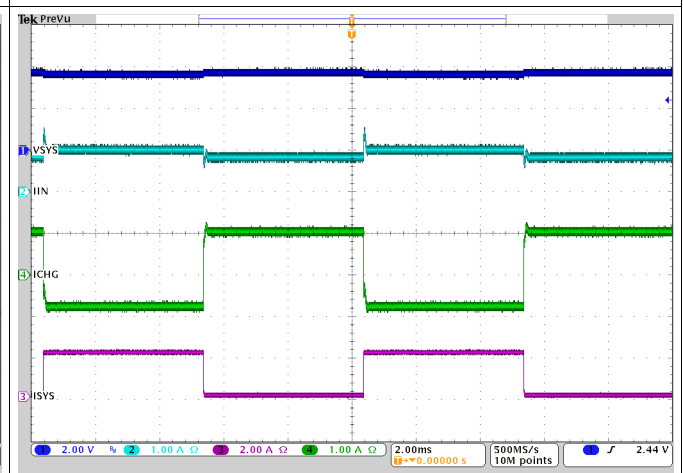 Tek PreVu
T
T
1 VSYS
2 IIN
4 ICHG
3 ISYS
1 2.00 V BW 2 1.00 A Ω 3 2.00 A Ω 4 1.00 A Ω
2.00ms
T→▼0.00000 s
500MS/s
10M points
1 ʃ 2.44 V